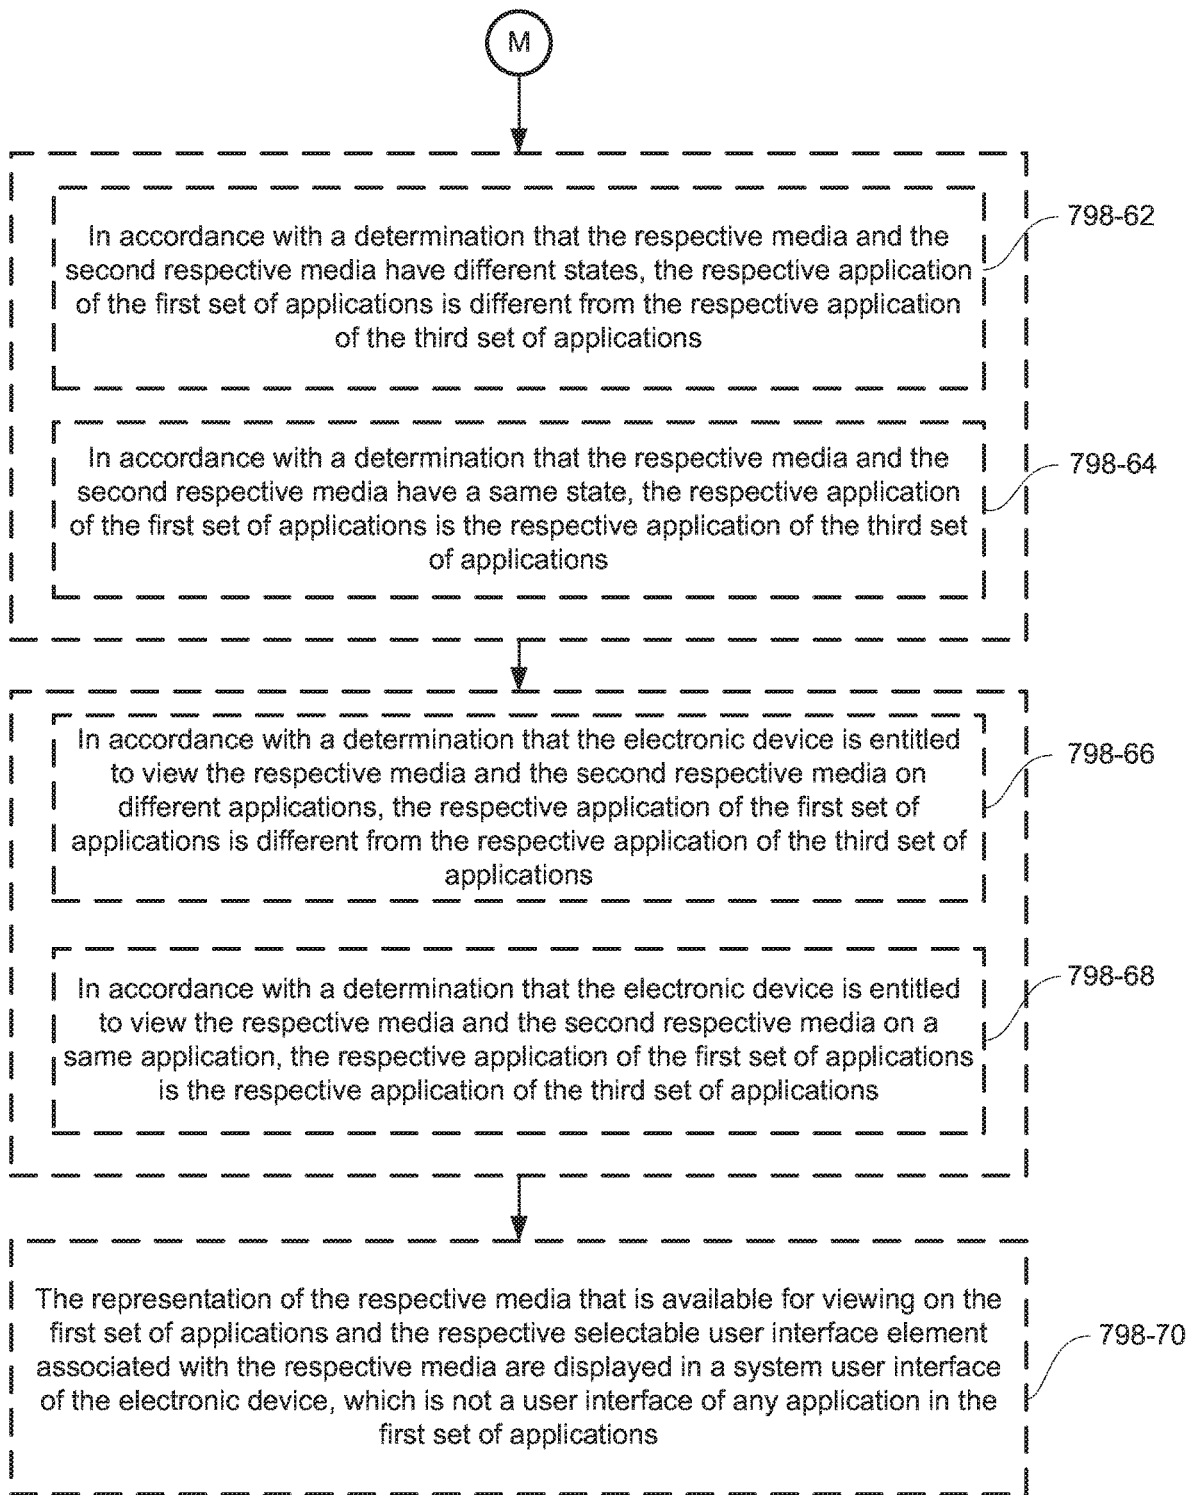 M
In accordance with a determination that the respective media and the
second respective media have different states, the respective application
of the first set of applications is different from the respective application
of the third set of applications
798-62
In accordance with a determination that the respective media and the
second respective media have a same state, the respective application
of the first set of applications is the respective application of the third set
of applications
798-64
In accordance with a determination that the electronic device is entitled
to view the respective media and the second respective media on
different applications, the respective application of the first set of
applications is different from the respective application of the third set of
applications
798-66
In accordance with a determination that the electronic device is entitled
to view the respective media and the second respective media on a
same application, the respective application of the first set of applications
is the respective application of the third set of applications
798-68
The representation of the respective media that is available for viewing on the
first set of applications and the respective selectable user interface element
associated with the respective media are displayed in a system user interface
of the electronic device, which is not a user interface of any application in the
first set of applications
798-70